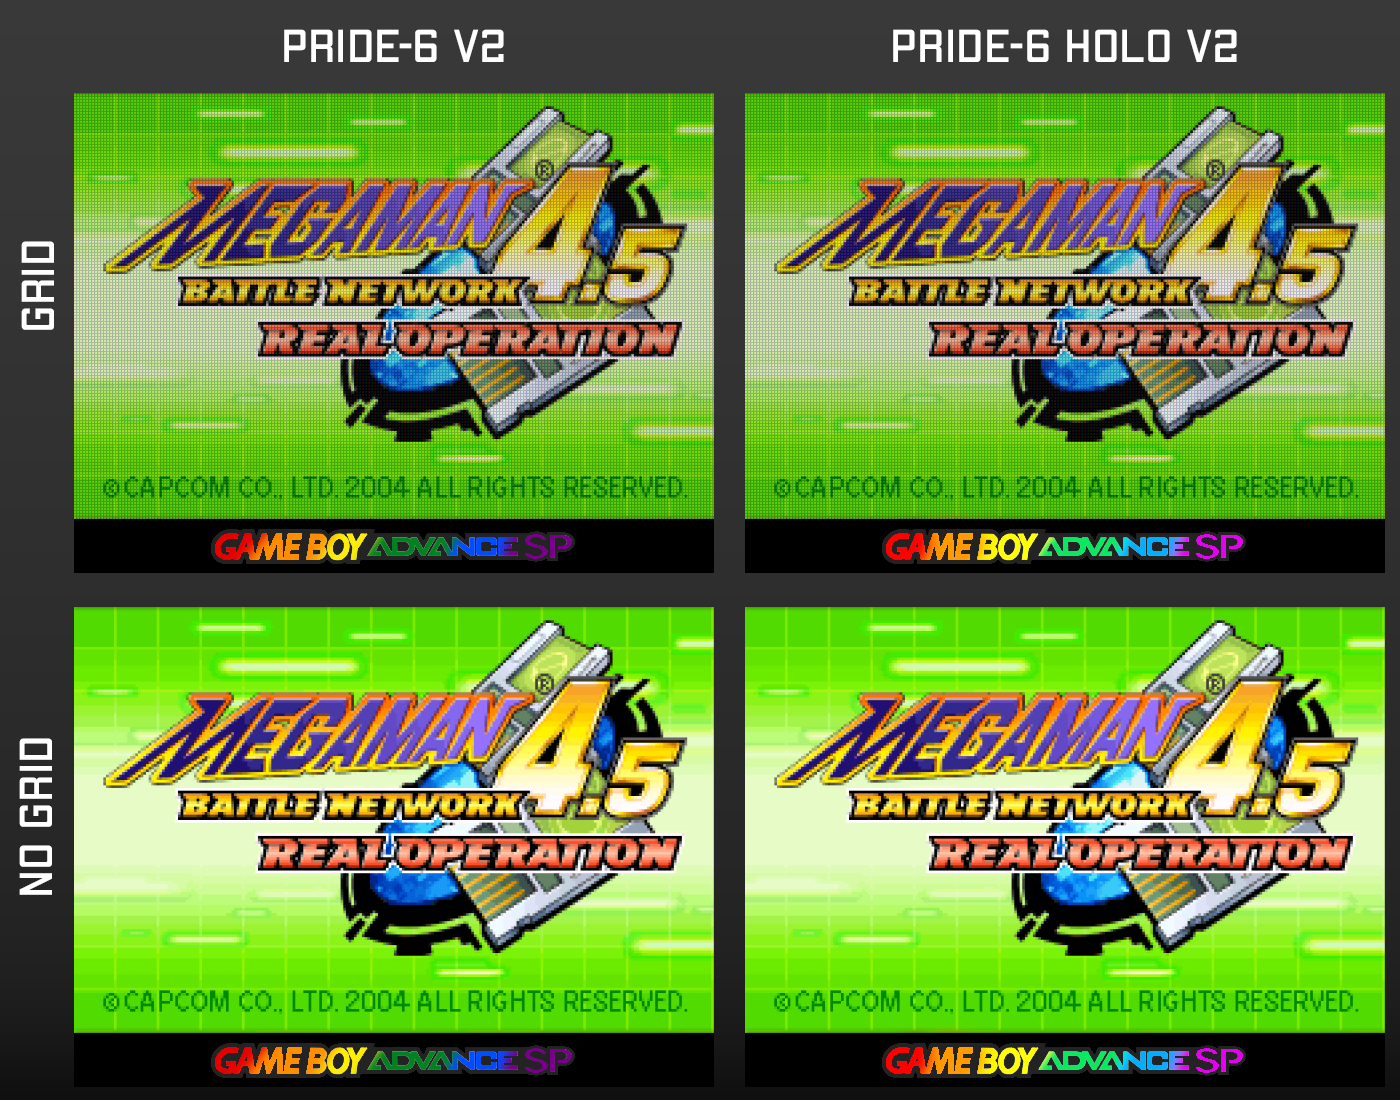 PRIDE-6 V2
PRIDE-6 HOLO V2
GRID
MEGAMAN®
4.5
BATTLE NETWORK
REAL OPERATION
©CAPCOM CO., LTD. 2004 ALL RIGHTS RESERVED.
GAME BOY ADVANCE SP
MEGAMAN®
4.5
BATTLE NETWORK
REAL OPERATION
©CAPCOM CO., LTD. 2004 ALL RIGHTS RESERVED.
GAME BOY ADVANCE SP
NO GRID
MEGAMAN®
4.5
BATTLE NETWORK
REAL OPERATION
©CAPCOM CO., LTD. 2004 ALL RIGHTS RESERVED.
GAME BOY ADVANCE SP
MEGAMAN®
4.5
BATTLE NETWORK
REAL OPERATION
©CAPCOM CO., LTD. 2004 ALL RIGHTS RESERVED.
GAME BOY ADVANCE SP